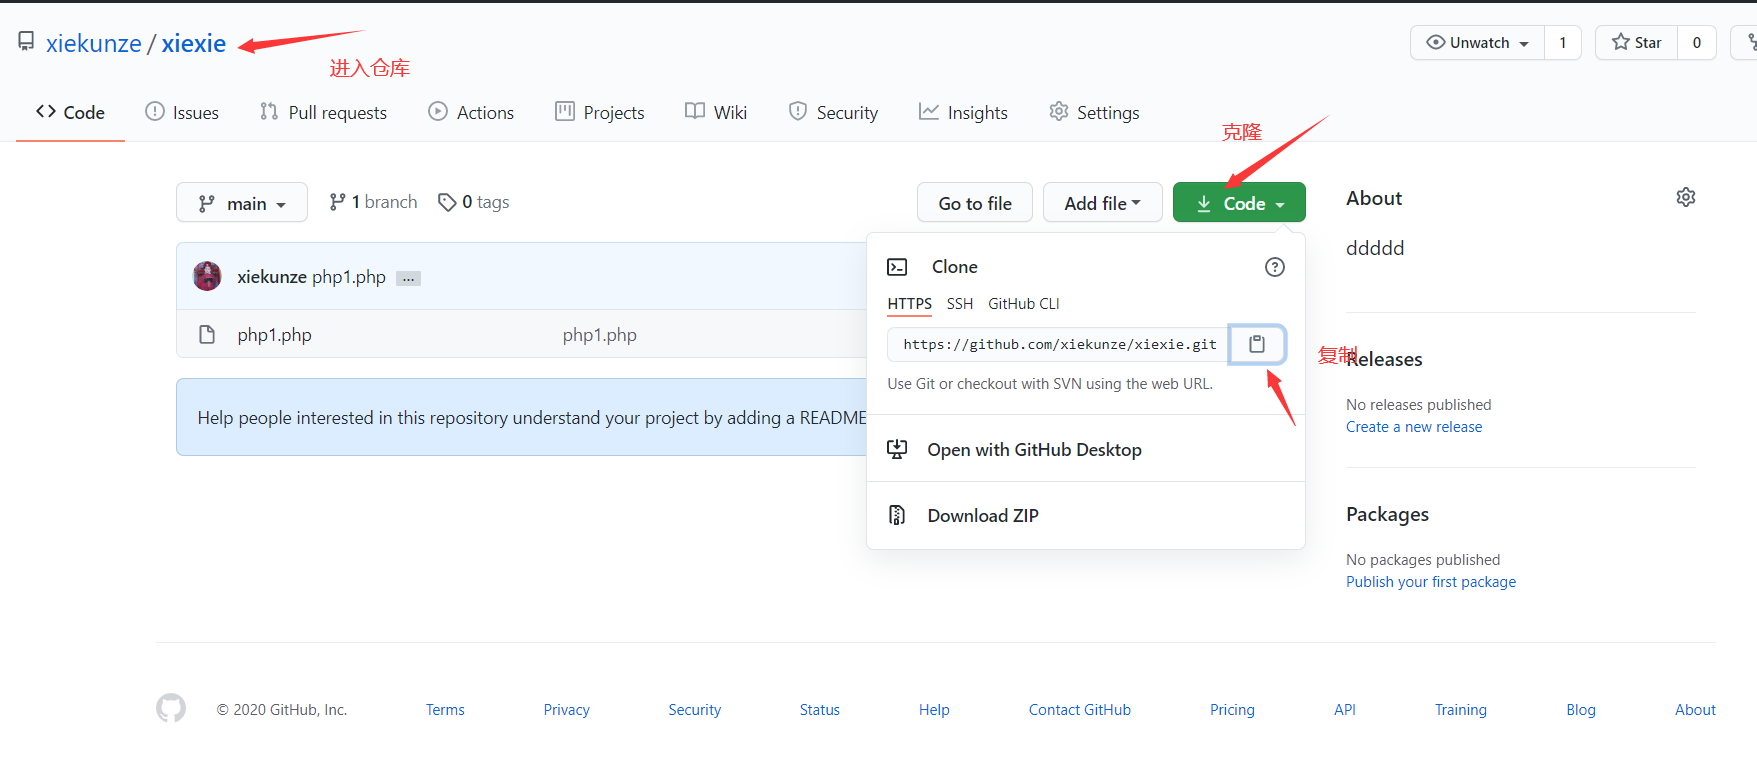 xiekunze / xiexie
进入仓库
Unwatch 1 Star 0
Code Issues Pull requests Actions Projects Wiki Security Insights Settings
克隆
main 1 branch 0 tags Go to file Add file Code
About
ddddd
xiekunze php1.php ...
php1.php php1.php
Clone
HTTPS SSH GitHub CLI
https://github.com/xiekunze/xiexie.git
复制
Use Git or checkout with SVN using the web URL.
Help people interested in this repository understand your project by adding a README
Open with GitHub Desktop
Download ZIP
Releases
No releases published
Create a new release
Packages
No packages published
Publish your first package
© 2020 GitHub, Inc. Terms Privacy Security Status Help Contact GitHub Pricing API Training Blog About